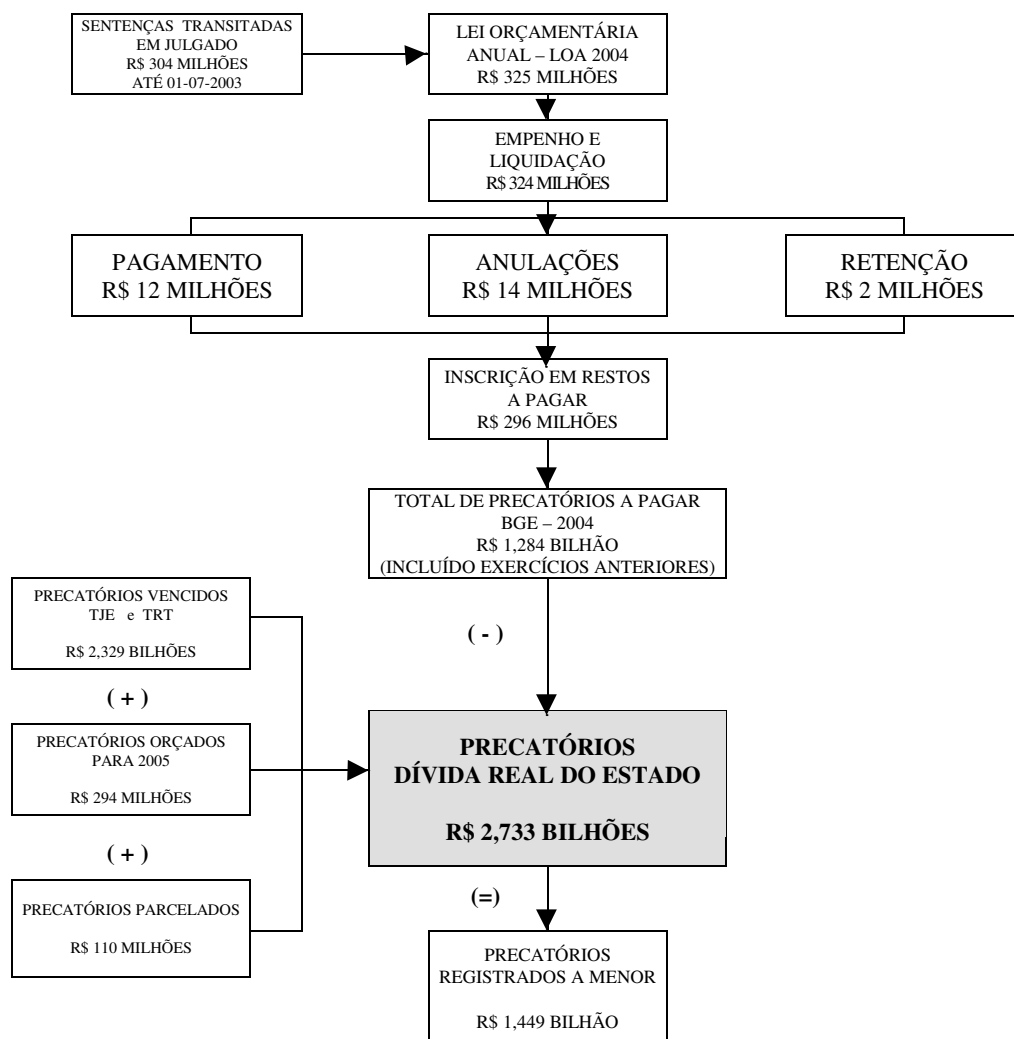 SENTENÇAS TRANSITADAS
EM JULGADO
R$ 304 MILHÕES
ATÉ 01-07-2003
LEI ORÇAMENTÁRIA
ANUAL – LOA 2004
R$ 325 MILHÕES
EMPENHO E
LIQUIDAÇÃO
R$ 324 MILHÕES
PAGAMENTO
R$ 12 MILHÕES
ANULAÇÕES
R$ 14 MILHÕES
RETENÇÃO
R$ 2 MILHÕES
INSCRIÇÃO EM RESTOS
A PAGAR
R$ 296 MILHÕES
TOTAL DE PRECATÓRIOS A PAGAR
BGE – 2004
R$ 1,284 BILHÃO
(INCLUÍDO EXERCÍCIOS ANTERIORES)
PRECATÓRIOS VENCIDOS
TJE e TRT
R$ 2,329 BILHÕES
( - )
( + )
PRECATÓRIOS ORÇADOS
PARA 2005
R$ 294 MILHÕES
PRECATÓRIOS
DÍVIDA REAL DO ESTADO
R$ 2,733 BILHÕES
( + )
(=)
PRECATÓRIOS PARCELADOS
R$ 110 MILHÕES
PRECATÓRIOS
REGISTRADOS A MENOR
R$ 1,449 BILHÃO